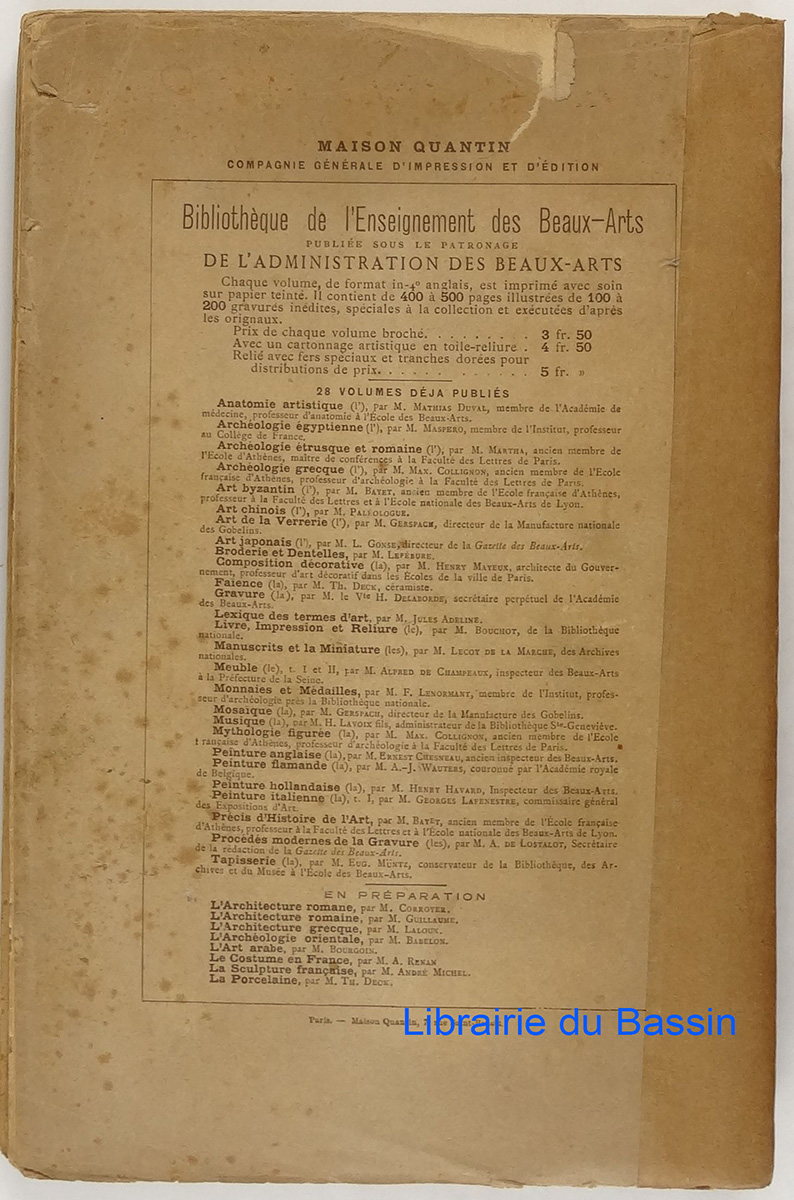 MAISON QUANTIN
COMPAGNIE GÉNÉRALE D'IMPRESSION ET D'ÉDITION
Bibliothèque de l'Enseignement des Beaux-Arts
PUBLIÉE SOUS LE PATRONAGE
DE L'ADMINISTRATION DES BEAUX-ARTS
Chaque volume, de format in-4º anglais, est imprimé avec soin
sur papier teinté. Il contient de 400 à 500 pages illustrées de 100 à
200 gravures inédites, spéciales à la collection et exécutées d'après
les orignaux.
Prix de chaque volume broché. . . . . . . . 3 fr. 50
Avec un cartonnage artistique en toile-reliure . 4 fr. 50
Relié avec fers spéciaux et tranches dorées pour
distributions de prix. . . . . . . . . . . . . 5 fr. »
28 VOLUMES DÉJA PUBLIÉS
Anatomie artistique (l'), par M. MATHIAS DUVAL, membre de l'Académie de
médecine, professeur d'anatomie à l'École des Beaux-Arts.
Archéologie égyptienne (l'), par M. MASPERO, membre de l'Institut, professeur
au Collège de France.
Archéologie étrusque et romaine (l'), par M. MARTHA, ancien membre de
l'École d'Athènes, maître de conférences à la Faculté des Lettres de Paris.
Archéologie grecque (l'), par M. MAX. COLLIGNON, ancien membre de l'Ecole
française d'Athènes, professeur d'archéologie à la Faculté des Lettres de Paris.
Art byzantin (l'), par M. BAYET, ancien membre de l'Ecole française d'Athènes,
professeur à la Faculté des Lettres et à l'Ecole nationale des Beaux-Arts de Lyon.
Art chinois (l'), par M. PALÉOLOGUE.
Art de la Verrerie (l'), par M. GERSPACH, directeur de la Manufacture nationale
des Gobelins.
Art japonais (l'), par M. L. GONSE, directeur de la Gazette des Beaux-Arts.
Broderie et Dentelles, par M. LEFÉBURE.
Composition décorative (la), par M. HENRY MAYEUX, architecte du Gouver-
nement, professeur d'art décoratif dans les Écoles de la ville de Paris.
Faience (la), par M. TH. DECK, céramiste.
Gravure (la), par M. le Vte H. DELABORDE, secrétaire perpétuel de l'Académie
des Beaux-Arts.
Lexique des termes d'art, par M. JULES ADELINE.
Livre, Impression et Reliure (le), par M. BOUCHOT, de la Bibliothèque
nationale.
Manuscrits et la Miniature (les), par M. LECOY DE LA MARCHE, des Archives
nationales.
Meuble (le), t. I et II, par M. ALFRED DE CHAMPEAUX, inspecteur des Beaux-Arts
à la Préfecture de la Seine.
Monnaies et Médailles, par M. F. LENORMANT, membre de l'Institut, profes-
seur d'archéologie près la Bibliothèque nationale.
Mosaïque (la), par M. GERSPACH, directeur de la Manufacture des Gobelins.
Musique (la), par M. H. LAVOIX fils, administrateur de la Bibliothèque Ste-Geneviève.
Mythologie figurée (la), par M. MAX. COLLIGNON, ancien membre de l'École
française d'Athènes, professeur d'archéologie à la Faculté des Lettres de Paris.
Peinture anglaise (la), par M. ERNEST CHESNEAU, ancien inspecteur des Beaux-Arts.
Peinture flamande (la), par M. A.-J. WAUTERS, couronné par l'Académie royale
de Belgique.
Peinture hollandaise (la), par M. HENRY HAVARD, Inspecteur des Beaux-Arts.
Peinture italienne (la), t. I, par M. GEORGES LAFENESTRE, commissaire général
des Expositions d'Art.
Précis d'Histoire de l'Art, par M. BAYET, ancien membre de l'École française
d'Athènes, professeur à la Faculté des Lettres et à l'École nationale des Beaux-Arts de Lyon.
Procédés modernes de la Gravure (les), par M. A. DE LOSTALOT, Secrétaire
de la rédaction de la Gazette des Beaux-Arts.
Tapisserie (la), par M. EUG. MÜNTZ, conservateur de la Bibliothèque, des Ar-
chives et du Musée à l'École des Beaux-Arts.
EN PRÉPARATION
L'Architecture romane, par M. CORROYER.
L'Architecture romaine, par M. GUILLAUME.
L'Architecture grecque, par M. LALOUX.
L'Archéologie orientale, par M. BABELON.
L'Art arabe, par M. BOURGOIN.
Le Costume en France, par M. A. RENAN
La Sculpture française, par M. ANDRÉ MICHEL.
La Porcelaine, par M. TH. DECK.
Paris. — Maison Quantin, 7 rue
Librairie du Bassin